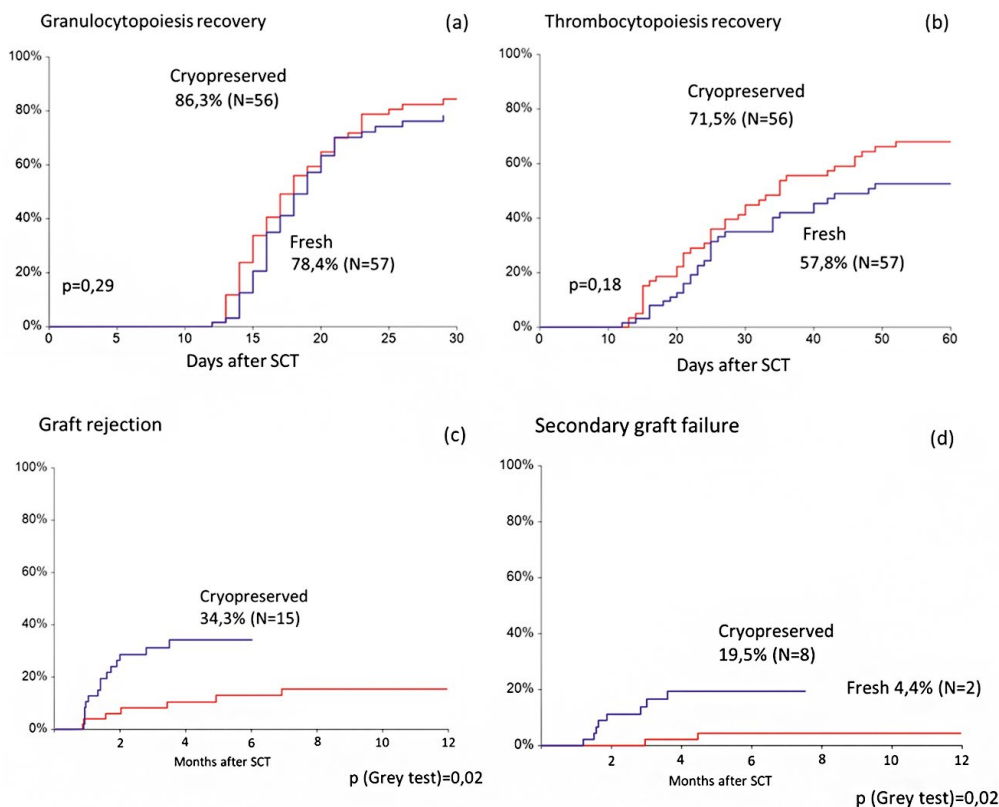 Granulocytopoiesis recovery
(a)
100%
80%
60%
40%
20%
0%
Cryopreserved
86,3% (N=56)
Fresh
78,4% (N=57)
p=0,29
0 5 10 15 20 25 30
Days after SCT
Thrombocytopoiesis recovery
(b)
100%
80%
60%
40%
20%
0%
Cryopreserved
71,5% (N=56)
Fresh
57,8% (N=57)
p=0,18
0 10 20 30 40 50 60
Days after SCT
Graft rejection
(c)
100%
80%
60%
40%
20%
0%
Cryopreserved
34,3% (N=15)
2 4 6 8 10 12
Months after SCT
p (Grey test)=0,02
Secondary graft failure
(d)
100%
80%
60%
40%
20%
0%
Cryopreserved
19,5% (N=8)
Fresh 4,4% (N=2)
2 4 6 8 10 12
Months after SCT
p (Grey test)=0,02